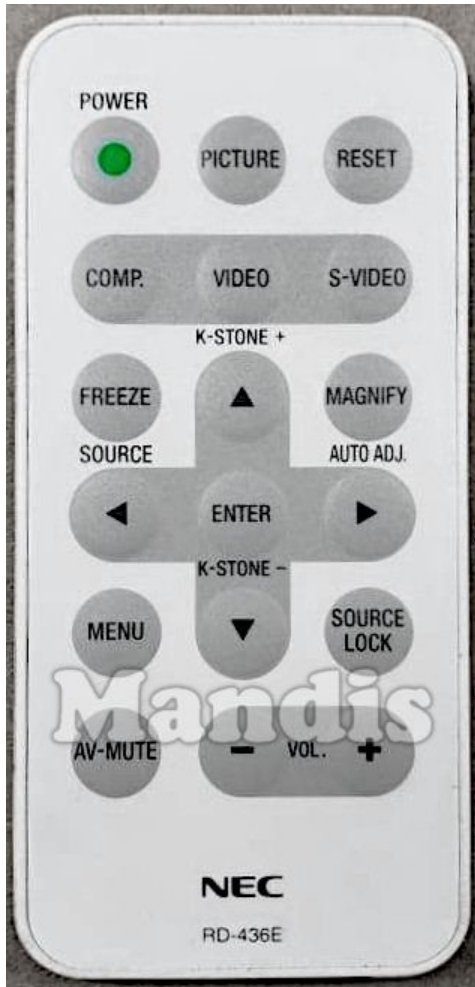 POWER
PICTURE RESET
COMP. VIDEO S-VIDEO
K-STONE +
FREEZE MAGNIFY
SOURCE AUTO ADJ.
ENTER
K-STONE –
MENU SOURCE
LOCK
Mandis
AV-MUTE – VOL. +
NEC
RD-436E